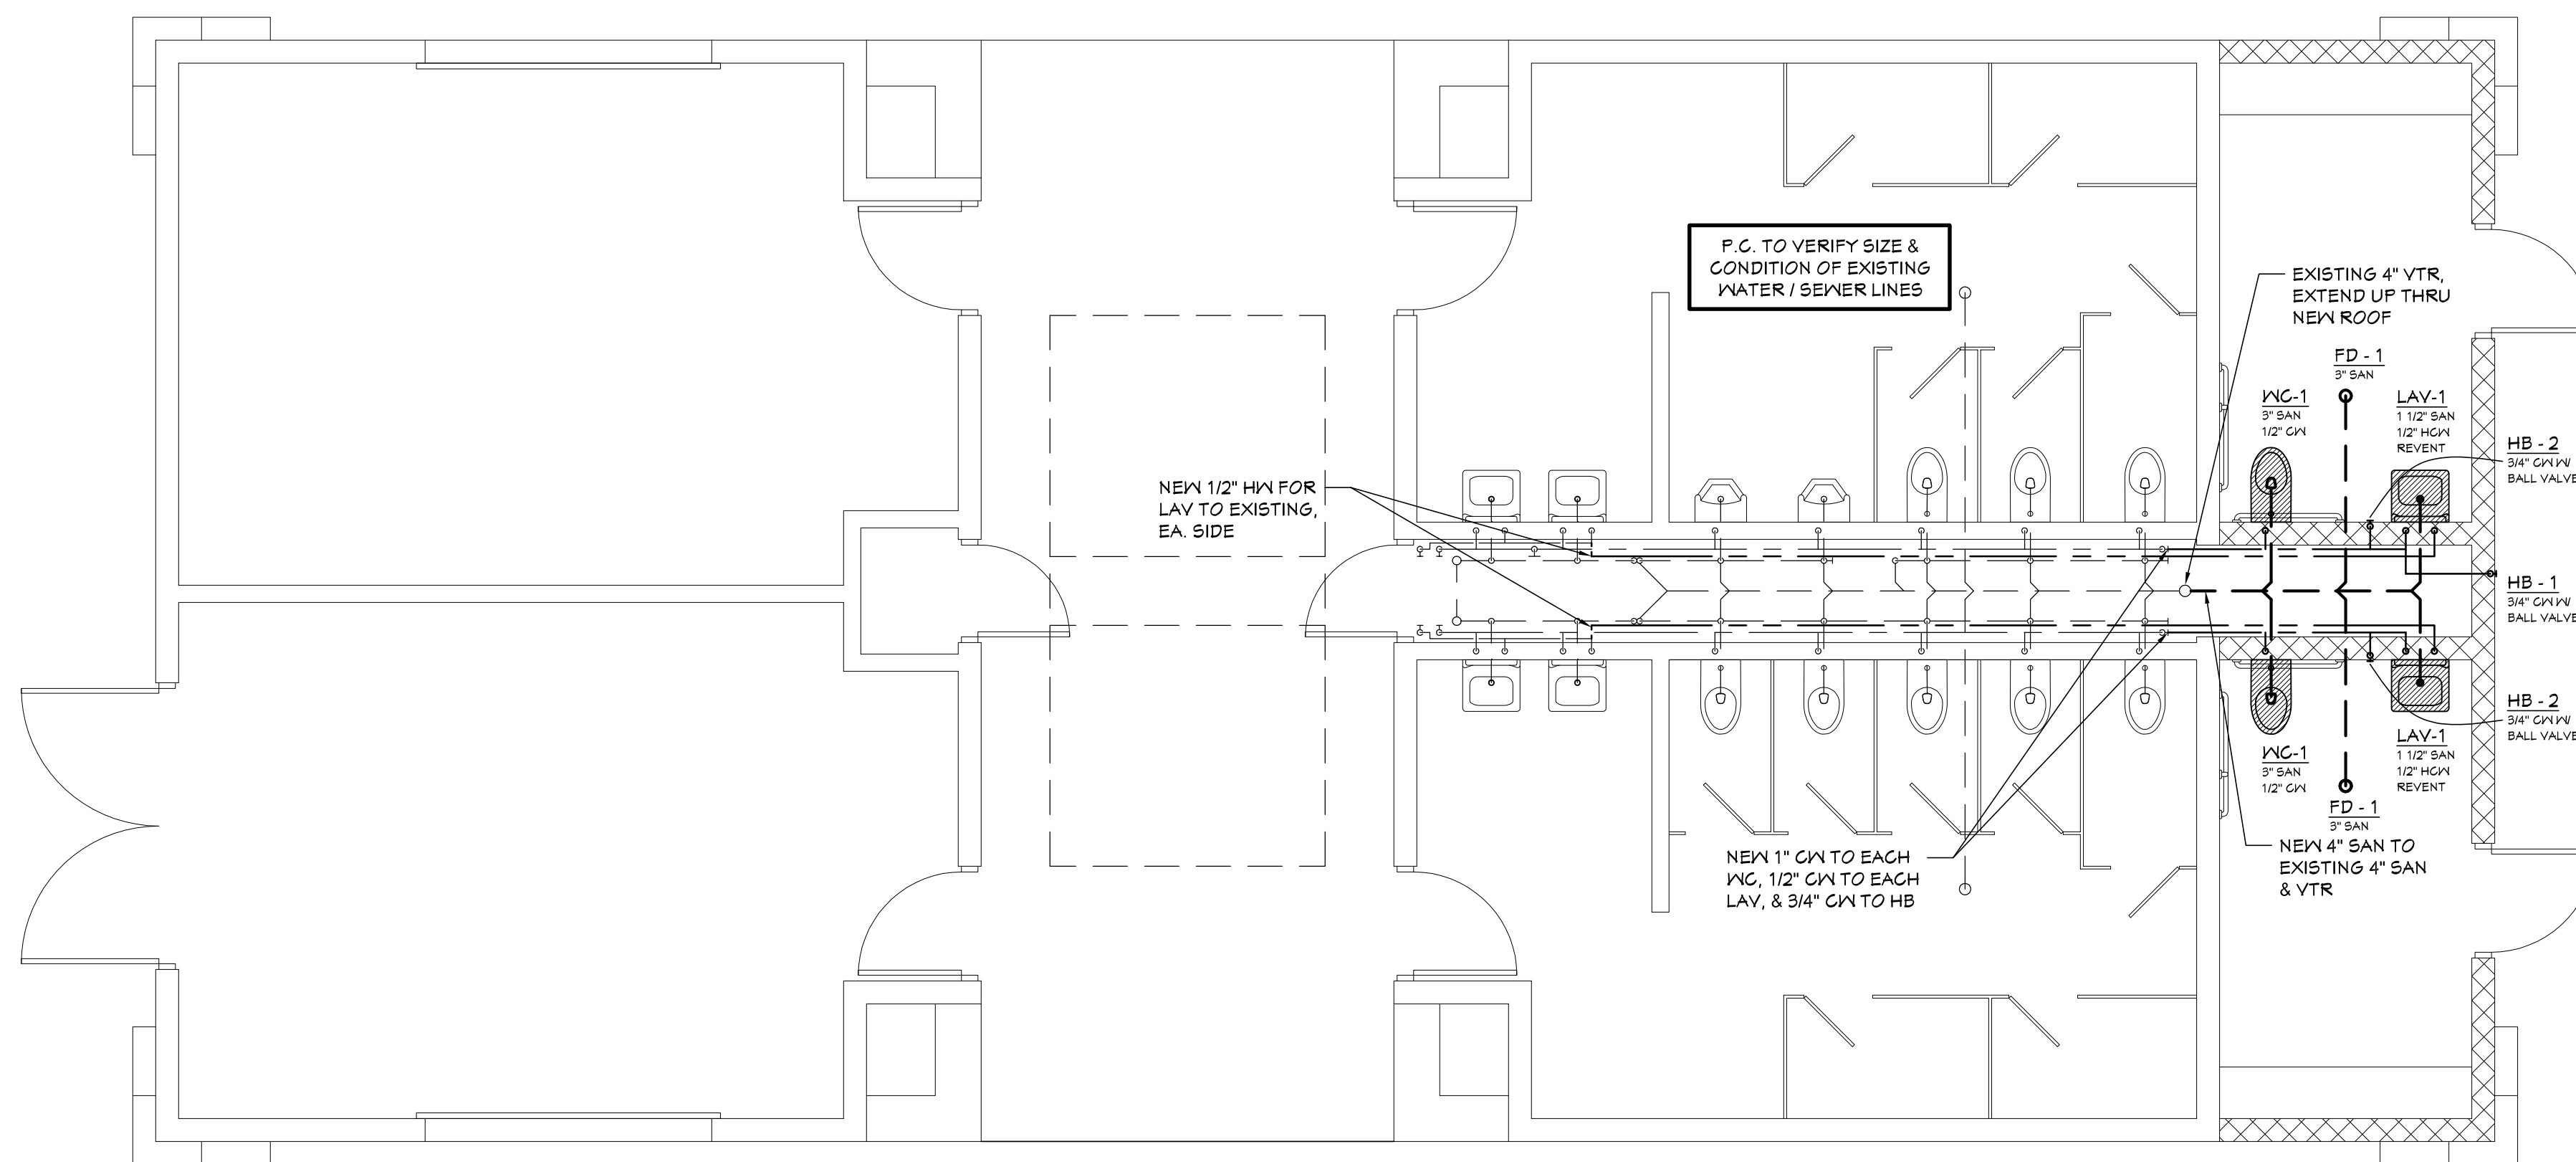 P.C. TO VERIFY SIZE &
CONDITION OF EXISTING
WATER / SEWER LINES
EXISTING 4" VTR,
EXTEND UP THRU
NEW ROOF
FD - 1
3" SAN
WC-1
3" SAN
1/2" CW
LAV-1
1 1/2" SAN
1/2" HCW
REVENT
HB - 2
3/4" CW W/
BALL VALVE
NEW 1/2" HW FOR
LAV TO EXISTING,
EA. SIDE
HB - 1
3/4" CW W/
BALL VALVE
HB - 2
3/4" CW W/
BALL VALVE
WC-1
3" SAN
1/2" CW
LAV-1
1 1/2" SAN
1/2" HCW
REVENT
FD - 1
3" SAN
NEW 4" SAN TO
EXISTING 4" SAN
& VTR
NEW 1" CW TO EACH
WC, 1/2" CW TO EACH
LAV, & 3/4" CW TO HB